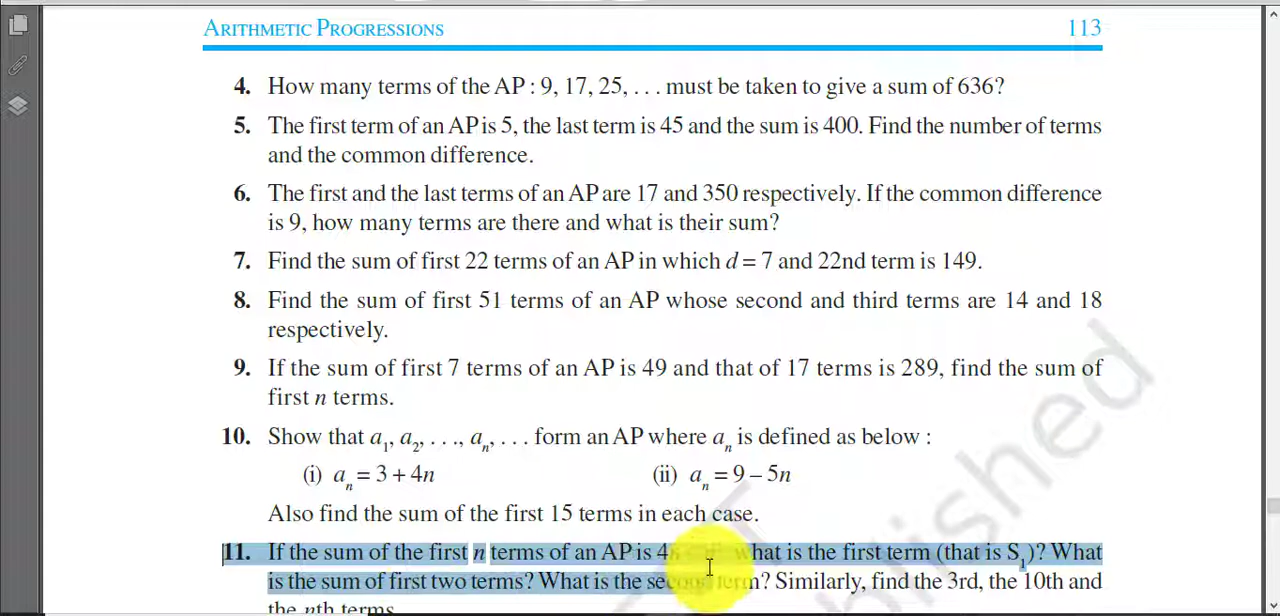 ARITHMETIC PROGRESSIONS 113
4. How many terms of the AP : 9, 17, 25, . . . must be taken to give a sum of 636?
5. The first term of an AP is 5, the last term is 45 and the sum is 400. Find the number of terms
and the common difference.
6. The first and the last terms of an AP are 17 and 350 respectively. If the common difference
is 9, how many terms are there and what is their sum?
7. Find the sum of first 22 terms of an AP in which d = 7 and 22nd term is 149.
8. Find the sum of first 51 terms of an AP whose second and third terms are 14 and 18
respectively.
9. If the sum of first 7 terms of an AP is 49 and that of 17 terms is 289, find the sum of
first n terms.
10. Show that a₁, a₂, . . ., aₙ, . . . form an AP where aₙ is defined as below :
(i) aₙ = 3 + 4n (ii) aₙ = 9 – 5n
Also find the sum of the first 15 terms in each case.
11. If the sum of the first n terms of an AP is 4 what is the first term (that is S₁)? What
is the sum of first two terms? What is the second term? Similarly, find the 3rd, the 10th and
the nth terms.
published